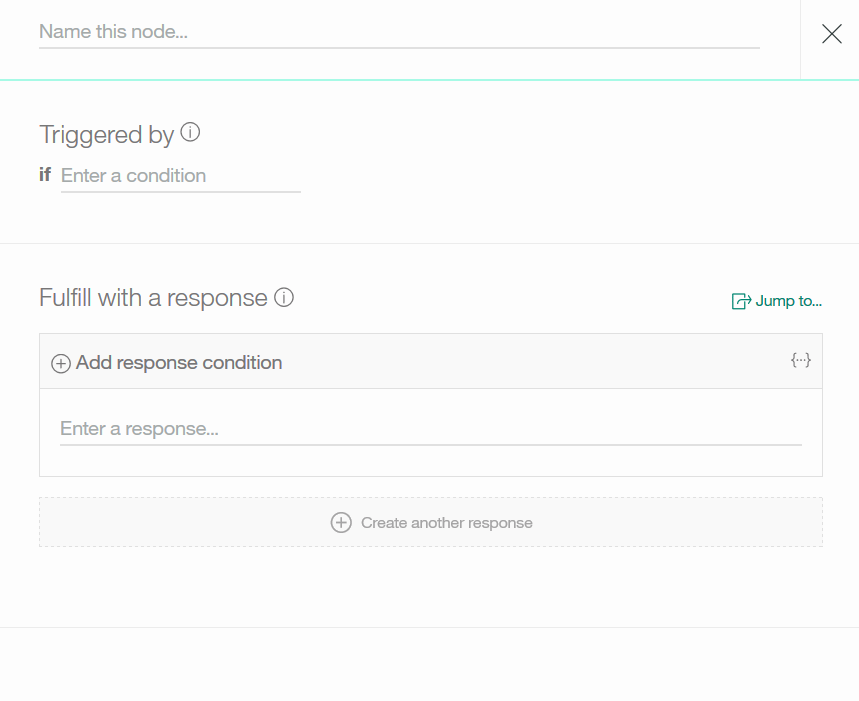 Name this node...
Triggered by
if Enter a condition
Fulfill with a response
Jump to...
Add response condition
{...}
Enter a response...
Create another response